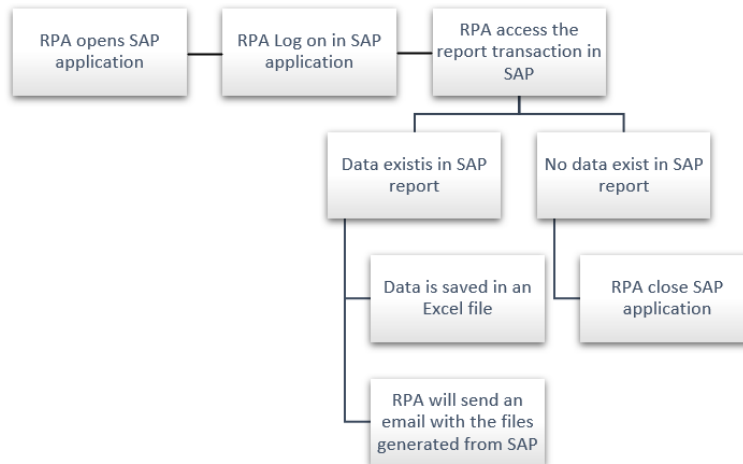 RPA opens SAP
application
RPA Log on in SAP
application
RPA access the
report transaction in
SAP
Data existis in SAP
report
No data exist in SAP
report
Data is saved in an
Excel file
RPA close SAP
application
RPA will send an
email with the files
generated from SAP